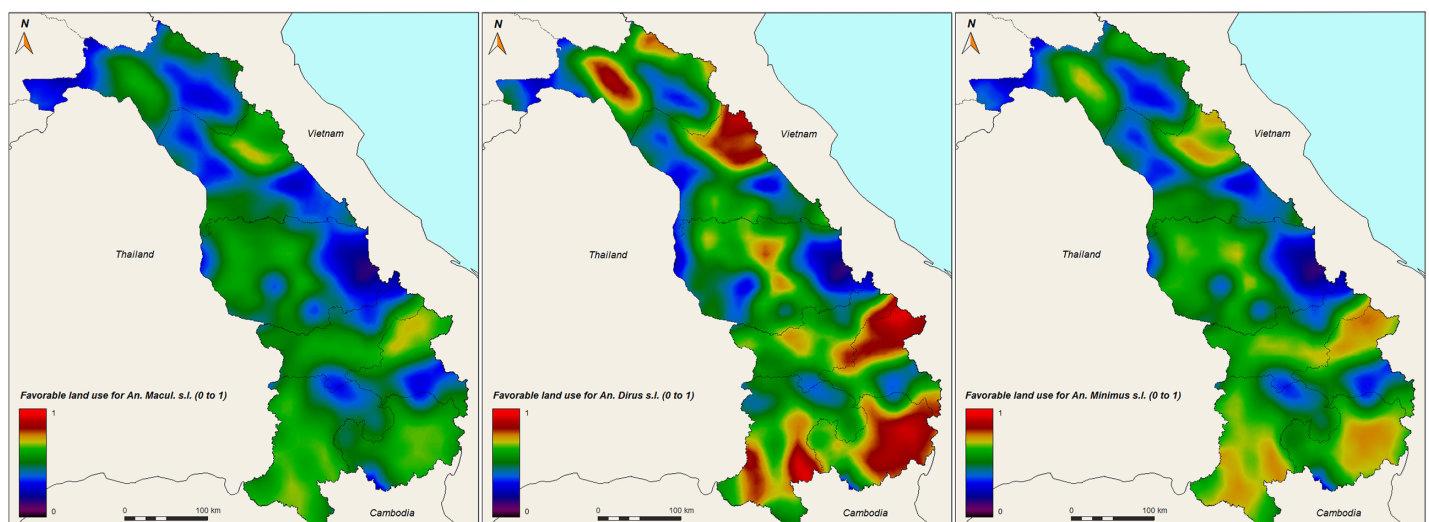 N
Vietnam
Thailand
Favorable land use for An. Macul. s.l. (0 to 1)
1
0
0 100 km
Cambodia
N
Vietnam
Thailand
Favorable land use for An. Dirus s.l. (0 to 1)
1
0
0 100 km
Cambodia
N
Vietnam
Thailand
Favorable land use for An. Minimus s.l. (0 to 1)
1
0
0 100 km
Cambodia